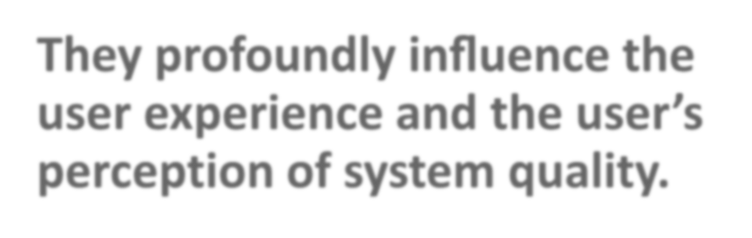 They profoundly influence the
user experience and the user’s
perception of system quality.